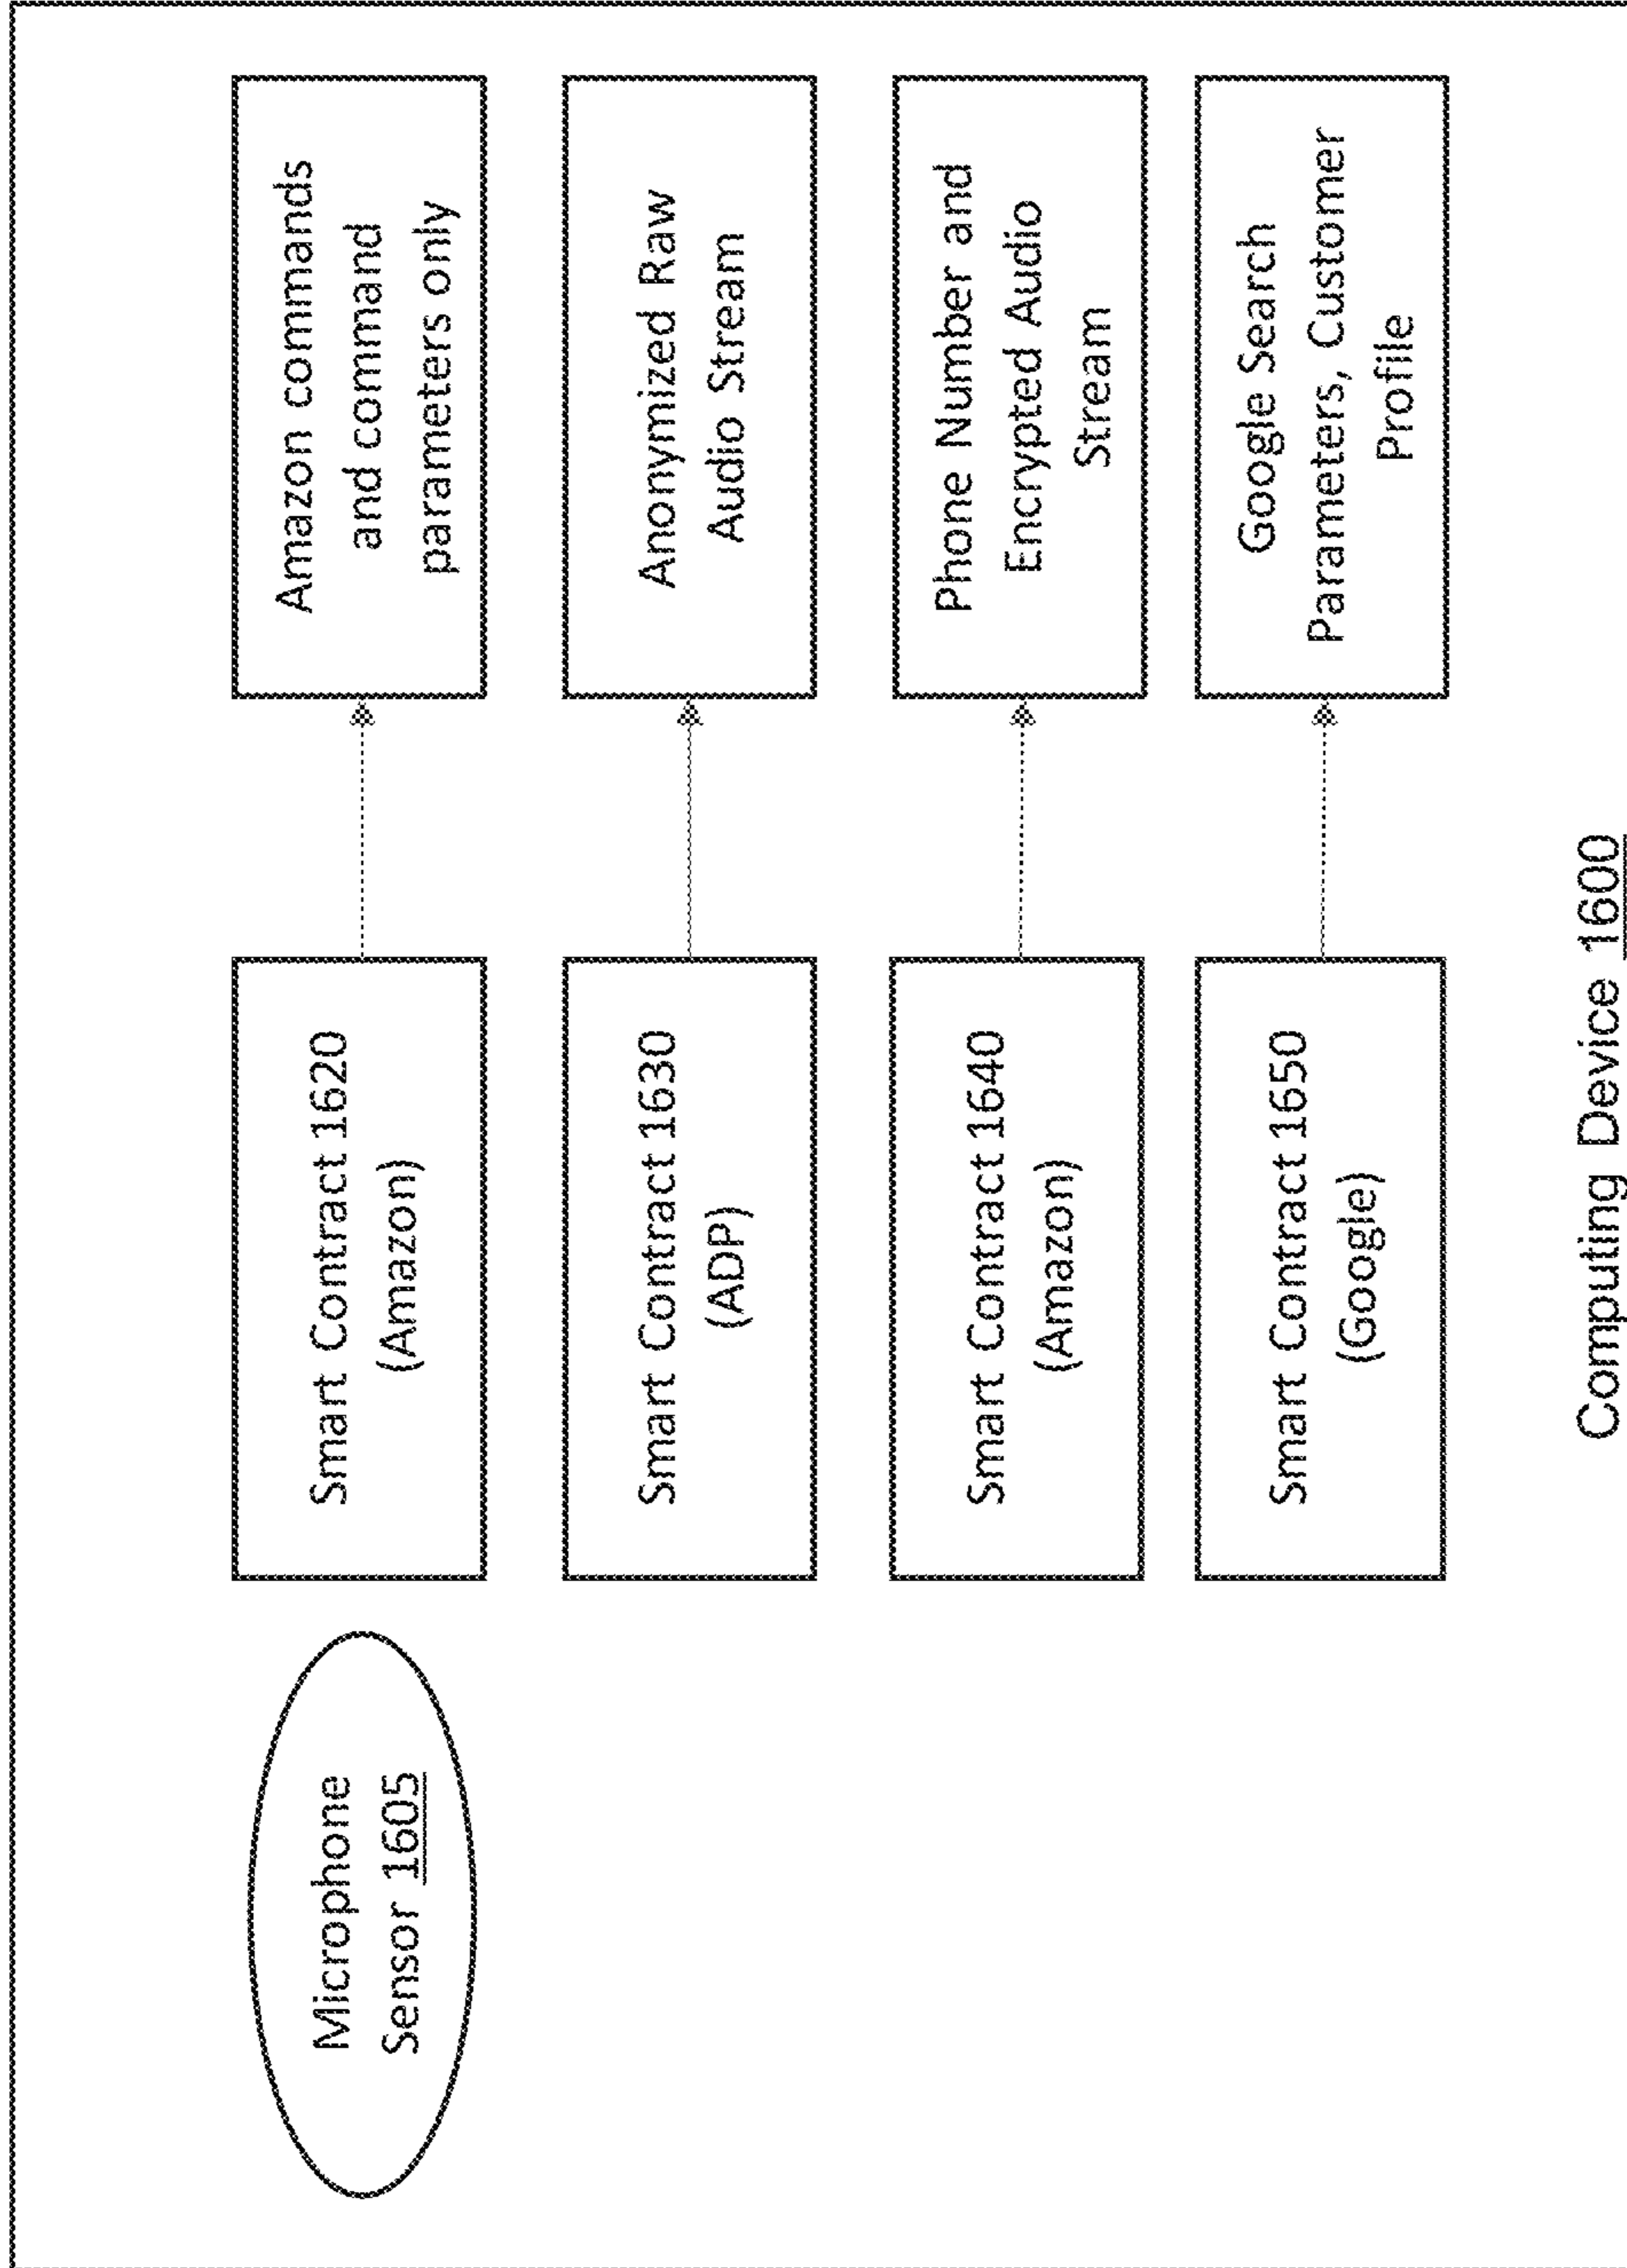 Microphone
Sensor 1605
Smart Contract 1620
(Amazon)
Amazon commands
and command
parameters only
Smart Contract 1630
(ADP)
Anonymized Raw
Audio Stream
Smart Contract 1640
(Amazon)
Phone Number and
Encrypted Audio
Stream
Smart Contract 1650
(Google)
Google Search
Parameters, Customer
Profile
Computing Device 1600